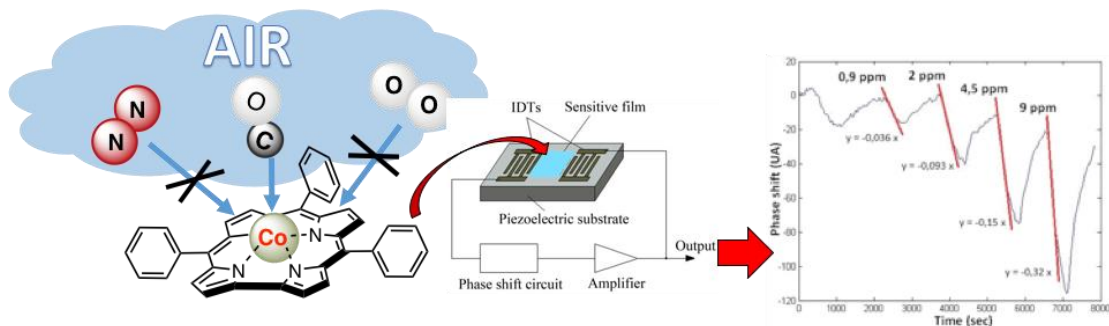 AIR
N
N
O
C
O
O
Co
N
N
N
N
IDTs
Sensitive film
Piezoelectric substrate
Phase shift circuit
Amplifier
Output
Phase shift (UA)
20
0
-20
-40
-60
-80
-100
-120
0,9 ppm
2 ppm
4,5 ppm
9 ppm
y = -0,036 x
y = -0,093 x
y = -0,15 x
y = -0,32 x
0
1000
2000
3000
4000
5000
6000
7000
8000
Time (sec)